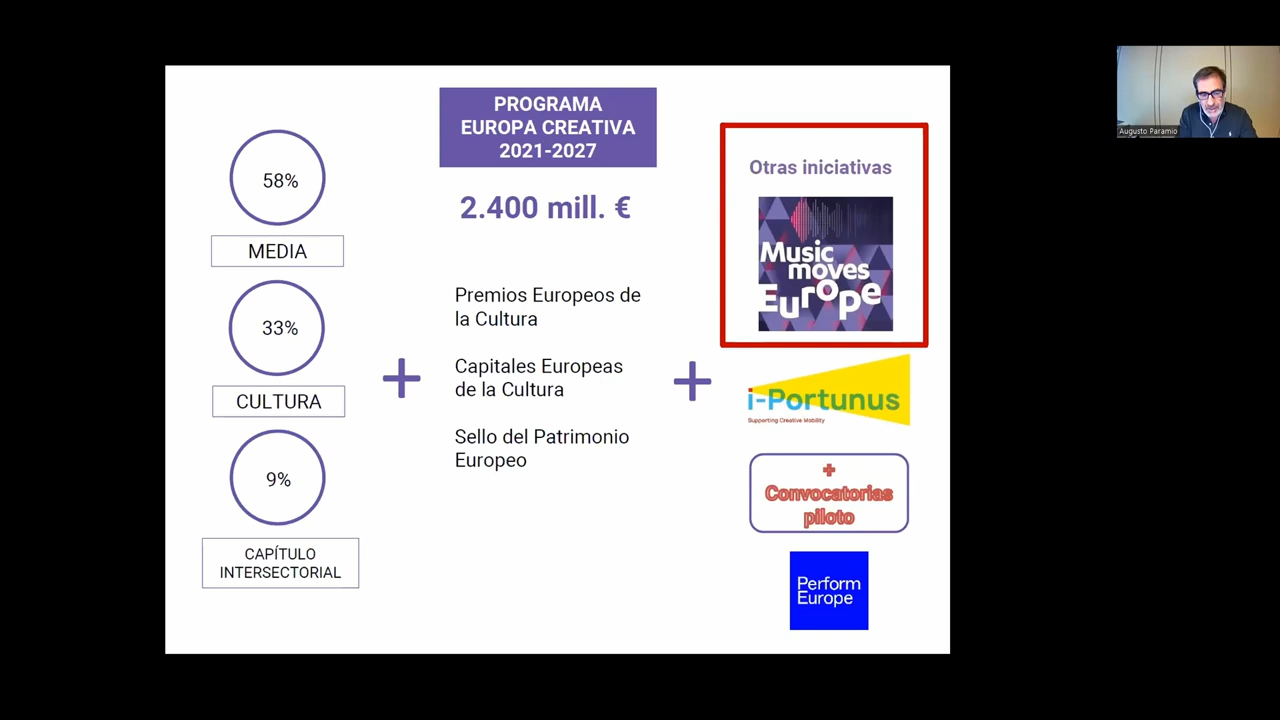 PROGRAMA
EUROPA CREATIVA
2021-2027
2.400 mill. €
58%
MEDIA
33%
CULTURA
9%
CAPÍTULO
INTERSECTORIAL
+
Premios Europeos de
la Cultura
Capitales Europeas
de la Cultura
Sello del Patrimonio
Europeo
+
Otras iniciativas
Music
moves
Europe
i-Portunus
Supporting Creative Mobility
+
Convocatorias
piloto
Perform
Europe
Augusto Paramio